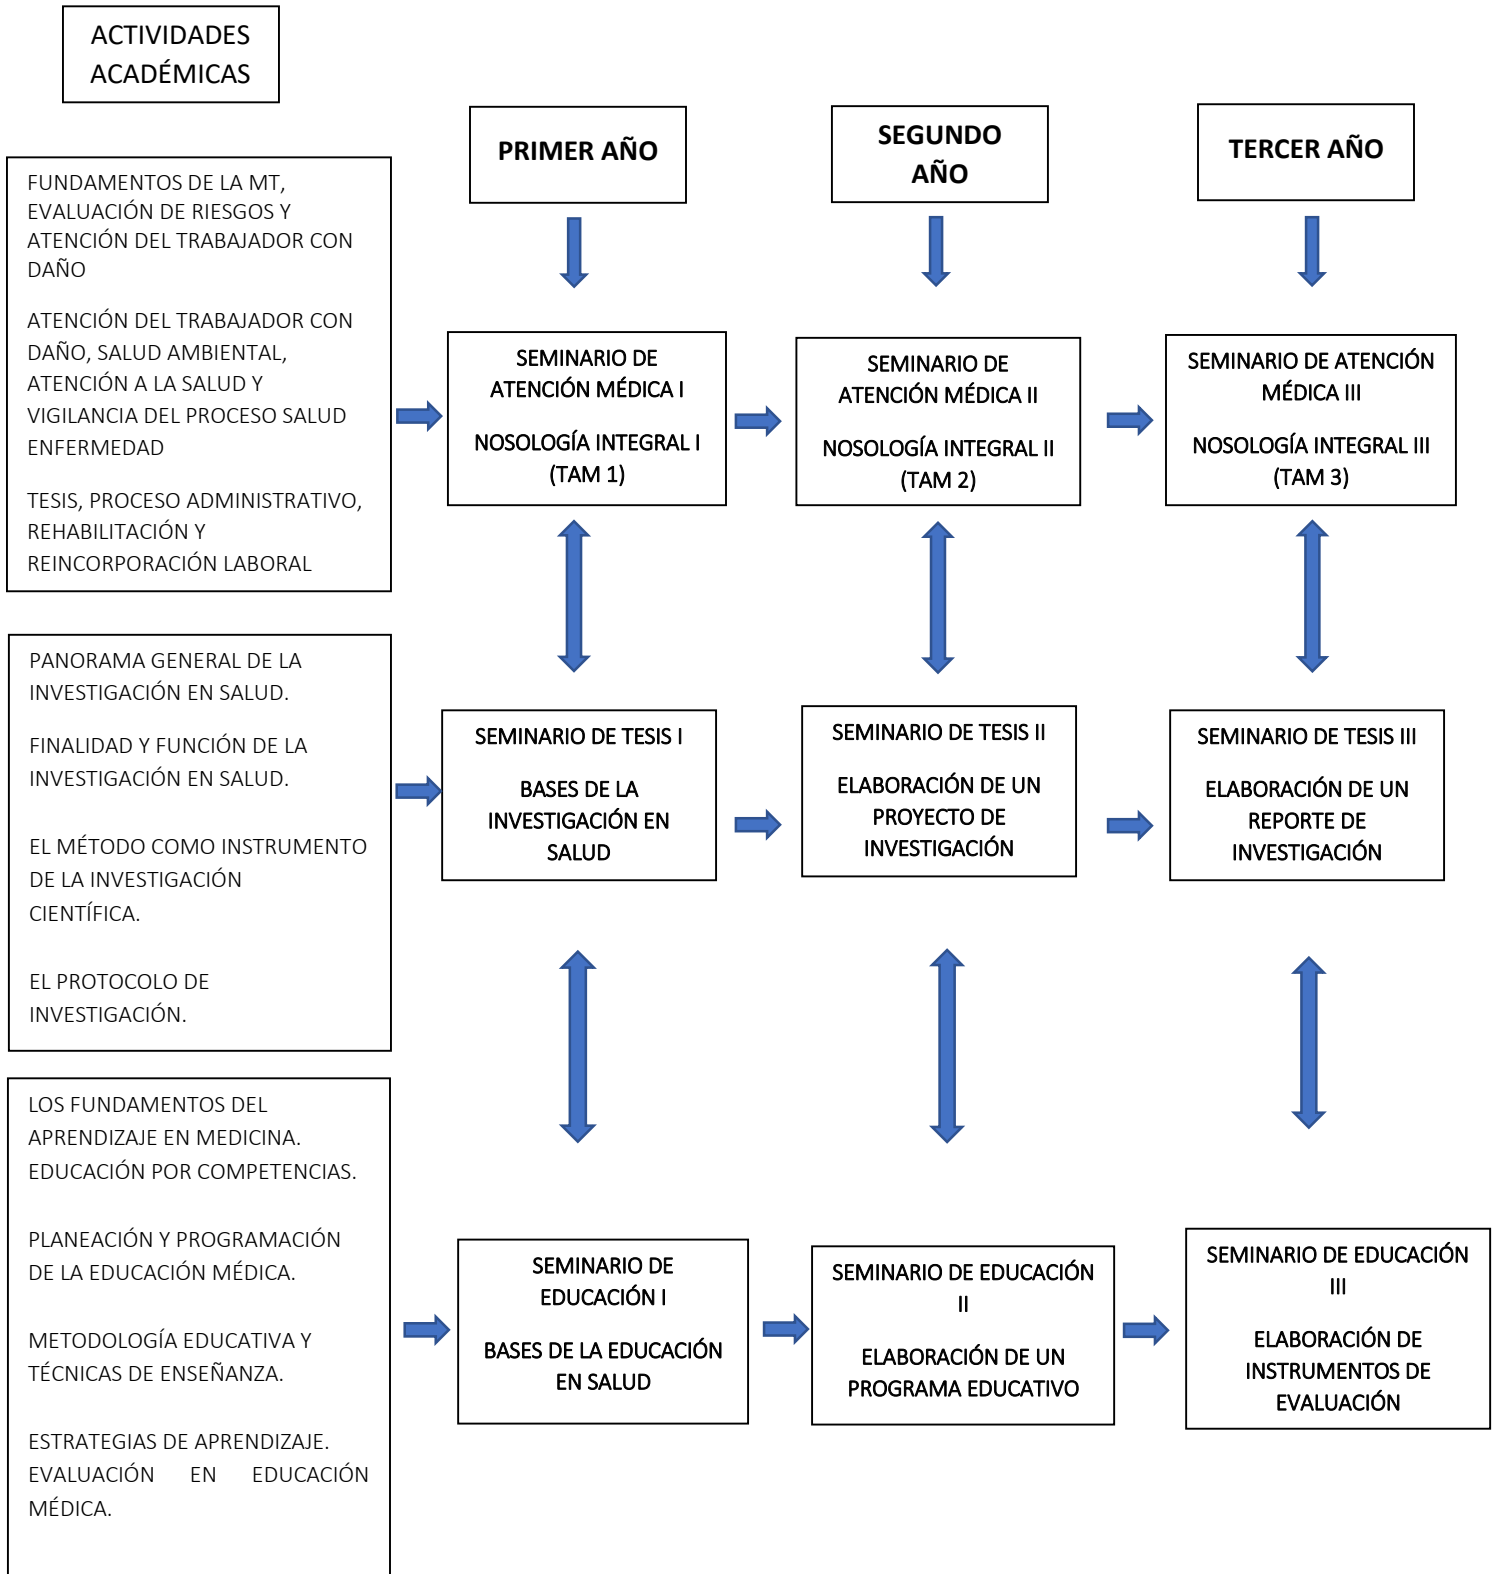 ACTIVIDADES
ACADÉMICAS
PRIMER AÑO
SEGUNDO
AÑO
TERCER AÑO
FUNDAMENTOS DE LA MT,
EVALUACIÓN DE RIESGOS Y
ATENCIÓN DEL TRABAJADOR CON
DAÑO
ATENCIÓN DEL TRABAJADOR CON
DAÑO, SALUD AMBIENTAL,
ATENCIÓN A LA SALUD Y
VIGILANCIA DEL PROCESO SALUD
ENFERMEDAD
TESIS, PROCESO ADMINISTRATIVO,
REHABILITACIÓN Y
REINCORPORACIÓN LABORAL
SEMINARIO DE
ATENCIÓN MÉDICA I
NOSOLOGÍA INTEGRAL I
(TAM 1)
SEMINARIO DE
ATENCIÓN MÉDICA II
NOSOLOGÍA INTEGRAL II
(TAM 2)
SEMINARIO DE ATENCIÓN
MÉDICA III
NOSOLOGÍA INTEGRAL III
(TAM 3)
PANORAMA GENERAL DE LA
INVESTIGACIÓN EN SALUD.
FINALIDAD Y FUNCIÓN DE LA
INVESTIGACIÓN EN SALUD.
EL MÉTODO COMO INSTRUMENTO
DE LA INVESTIGACIÓN
CIENTÍFICA.
EL PROTOCOLO DE
INVESTIGACIÓN.
SEMINARIO DE TESIS I
BASES DE LA
INVESTIGACIÓN EN
SALUD
SEMINARIO DE TESIS II
ELABORACIÓN DE UN
PROYECTO DE
INVESTIGACIÓN
SEMINARIO DE TESIS III
ELABORACIÓN DE UN
REPORTE DE
INVESTIGACIÓN
LOS FUNDAMENTOS DEL
APRENDIZAJE EN MEDICINA.
EDUCACIÓN POR COMPETENCIAS.
PLANEACIÓN Y PROGRAMACIÓN
DE LA EDUCACIÓN MÉDICA.
METODOLOGÍA EDUCATIVA Y
TÉCNICAS DE ENSEÑANZA.
ESTRATEGIAS DE APRENDIZAJE.
EVALUACIÓN EN EDUCACIÓN
MÉDICA.
SEMINARIO DE
EDUCACIÓN I
BASES DE LA EDUCACIÓN
EN SALUD
SEMINARIO DE EDUCACIÓN
II
ELABORACIÓN DE UN
PROGRAMA EDUCATIVO
SEMINARIO DE EDUCACIÓN
III
ELABORACIÓN DE
INSTRUMENTOS DE
EVALUACIÓN